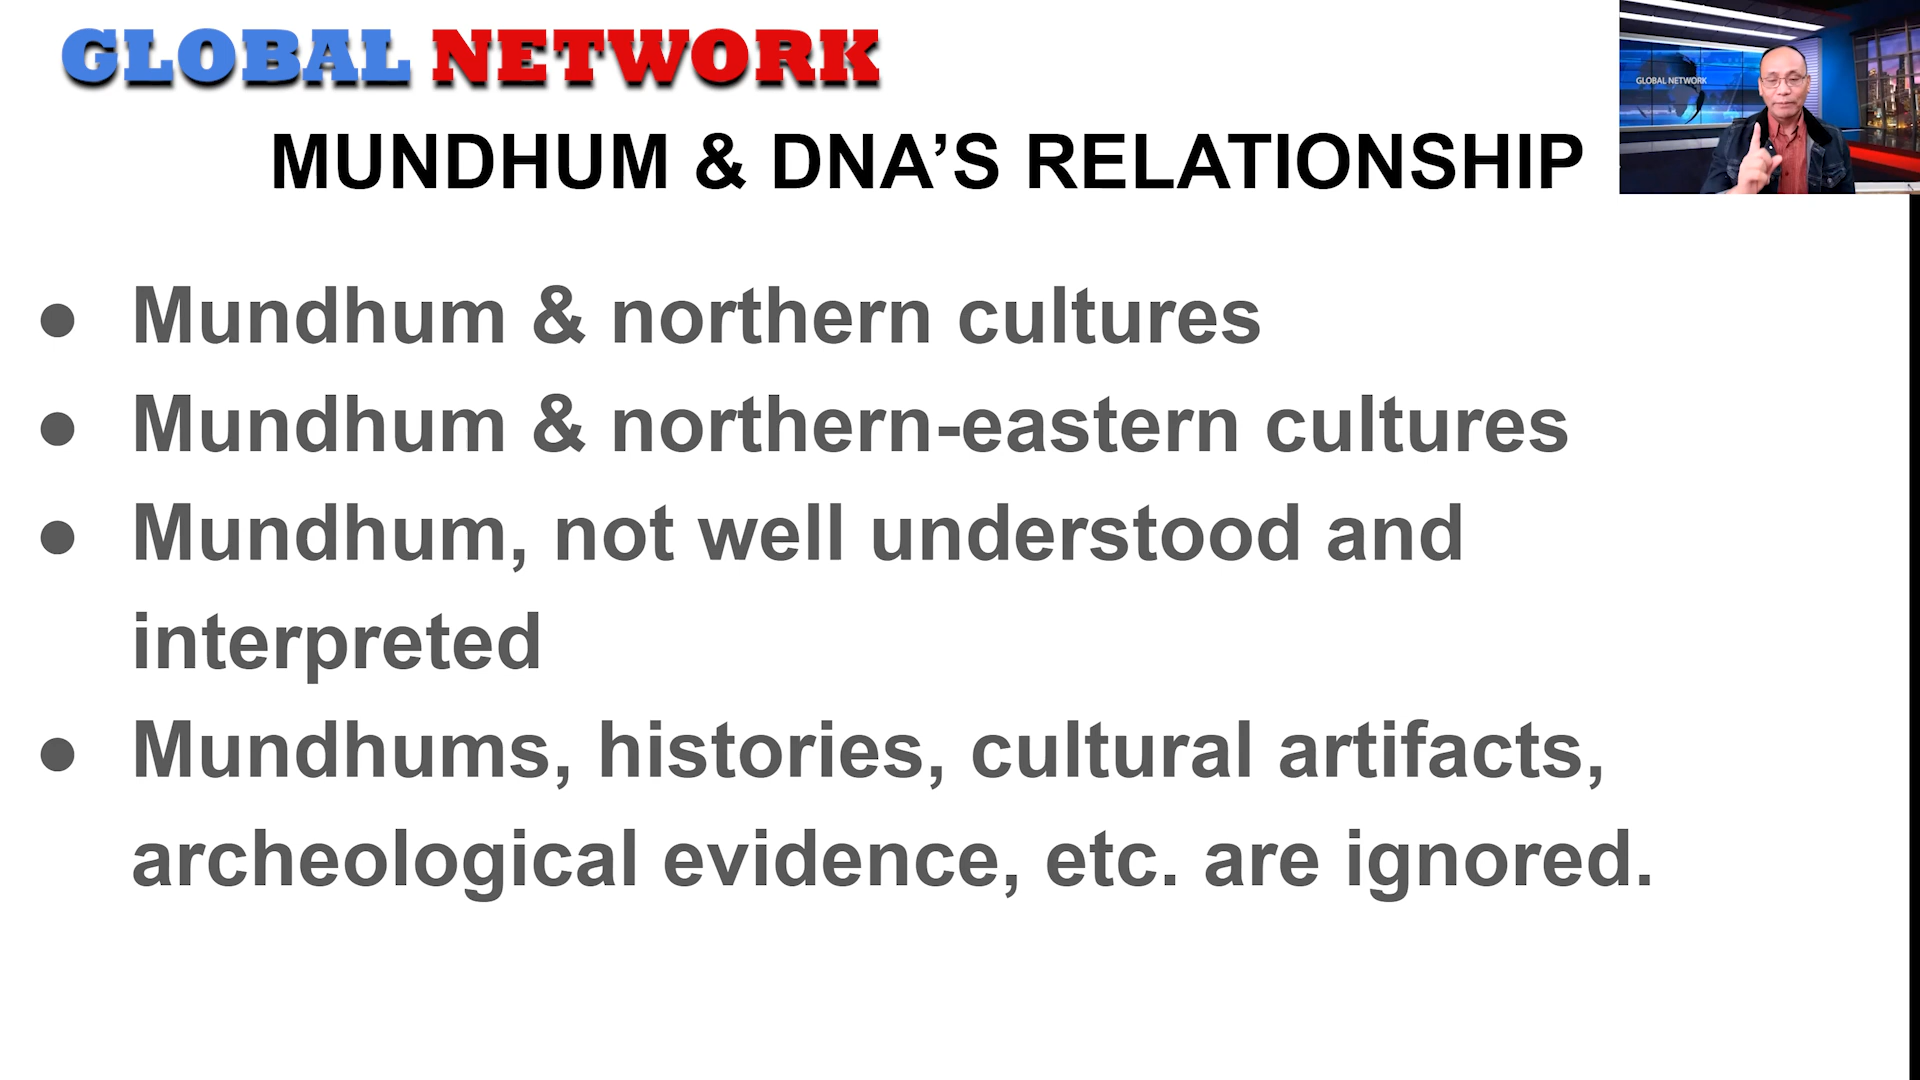 GLOBAL NETWORK
GLOBAL NETWORK
MUNDHUM & DNA’S RELATIONSHIP
● Mundhum & northern cultures
● Mundhum & northern-eastern cultures
● Mundhum, not well understood and
interpreted
● Mundhums, histories, cultural artifacts,
archeological evidence, etc. are ignored.